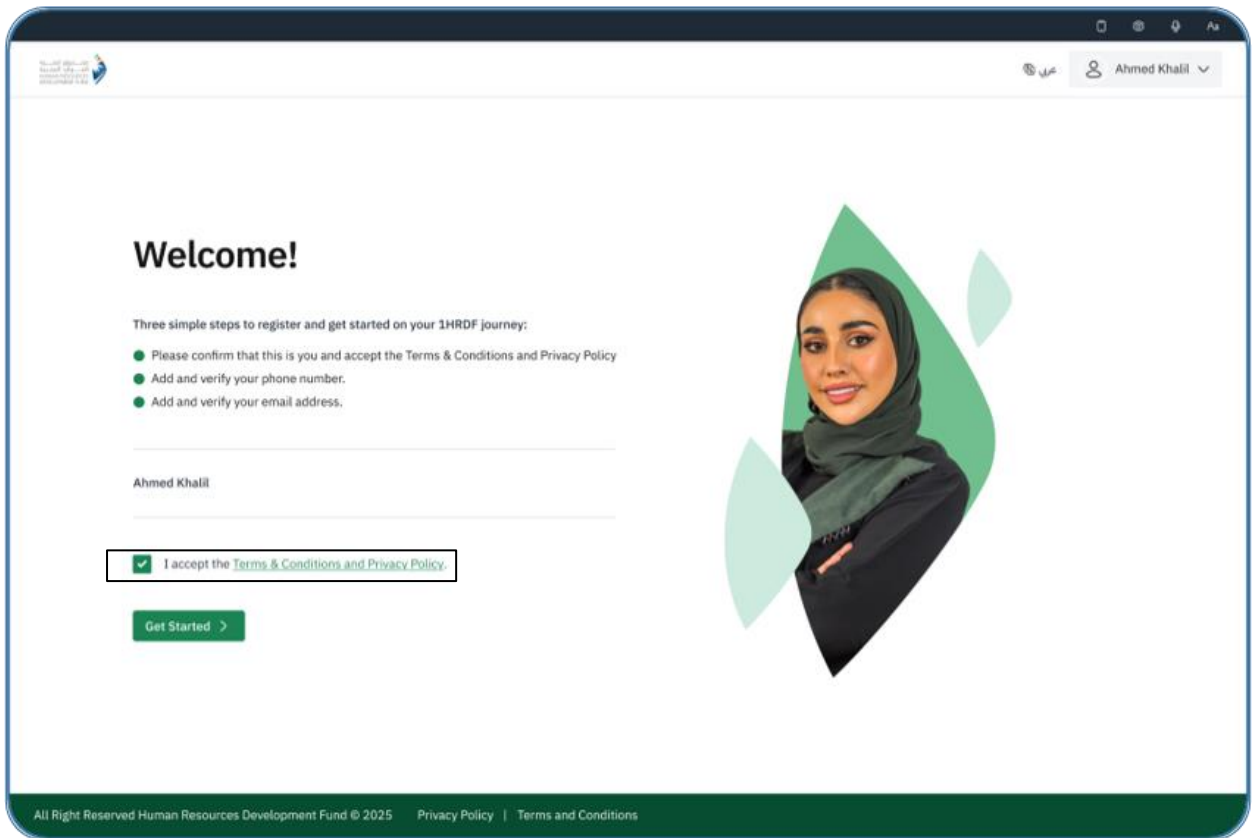 Aa
عربي
Ahmed Khalil
Welcome!
Three simple steps to register and get started on your 1HRDF journey:
Please confirm that this is you and accept the Terms & Conditions and Privacy Policy
Add and verify your phone number.
Add and verify your email address.
Ahmed Khalil
I accept the Terms & Conditions and Privacy Policy.
Get Started
All Right Reserved Human Resources Development Fund © 2025 Privacy Policy | Terms and Conditions